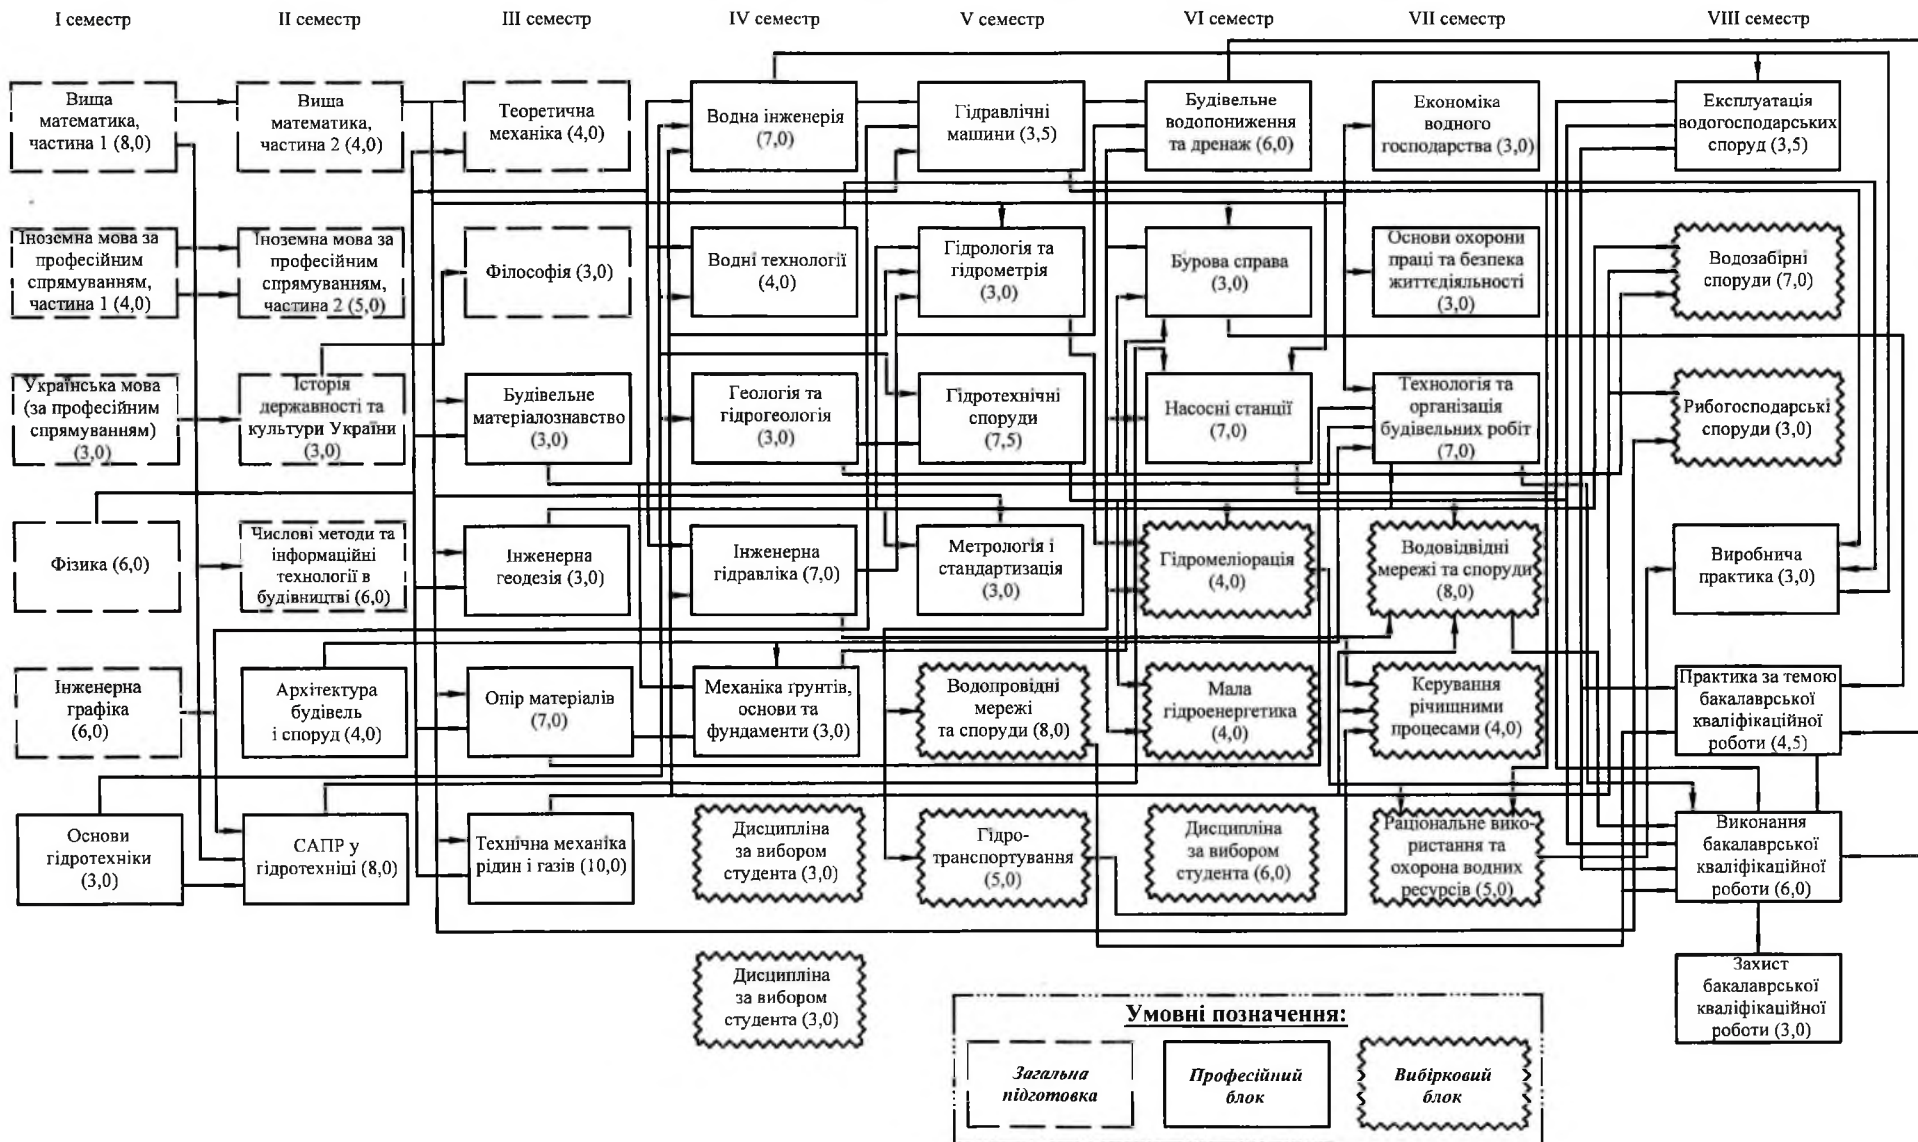 I семестр
II семестр
III семестр
IV семестр
V семестр
VI семестр
VII семестр
VIII семестр
Вища
математика,
частина 1 (8,0)
Вища
математика,
частина 2 (4,0)
Теоретична
механіка (4,0)
Водна інженерія
(7,0)
Гідравлічні
машини (3,5)
Будівельне
водопониження
та дренаж (6,0)
Економіка
водного
господарства (3,0)
Експлуатація
водогосподарських
споруд (3,5)
Іноземна мова за
професійним
спрямуванням,
частина 1 (4,0)
Іноземна мова за
професійним
спрямуванням,
частина 2 (5,0)
Філософія (3,0)
Водні технології
(4,0)
Гідрологія та
гідрометрія
(3,0)
Бурова справа
(3,0)
Основи охорони
праці та безпека
життєдіяльності
(3,0)
Водозабірні
споруди (7,0)
Українська мова
(за професійним
спрямуванням)
(3,0)
Історія
державності та
культури України
(3,0)
Будівельне
матеріалознавство
(3,0)
Геологія та
гідрогеологія
(3,0)
Гідротехнічні
споруди
(7,5)
Насосні станції
(7,0)
Технологія та
організація
будівельних робіт
(7,0)
Рибогосподарські
споруди (3,0)
Фізика (6,0)
Числові методи та
інформаційні
технології в
будівництві (6,0)
Інженерна
геодезія (3,0)
Інженерна
гідравліка (7,0)
Метрологія і
стандартизація
(3,0)
Гідромеліорація
(4,0)
Водовідвідні
мережі та споруди
(8,0)
Виробнича
практика (3,0)
Інженерна
графіка
(6,0)
Архітектура
будівель
і споруд (4,0)
Опір матеріалів
(7,0)
Механіка ґрунтів,
основи та
фундаменти (3,0)
Водопровідні
мережі
та споруди (8,0)
Мала
гідроенергетика
(4,0)
Керування
річищними
процесами (4,0)
Практика за темою
бакалаврської
кваліфікаційної
роботи (4,5)
Основи
гідротехніки
(3,0)
САПР у
гідротехніці (8,0)
Технічна механіка
рідин і газів (10,0)
Дисципліна
за вибором
студента (3,0)
Гідро-
транспортування
(5,0)
Дисципліна
за вибором
студента (6,0)
Раціональне вико-
ристання та
охорона водних
ресурсів (5,0)
Виконання
бакалаврської
кваліфікаційної
роботи (6,0)
Дисципліна
за вибором
студента (3,0)
Захист
бакалаврської
кваліфікаційної
роботи (3,0)
Умовні позначення:
Загальна
підготовка
Професійний
блок
Вибірковий
блок